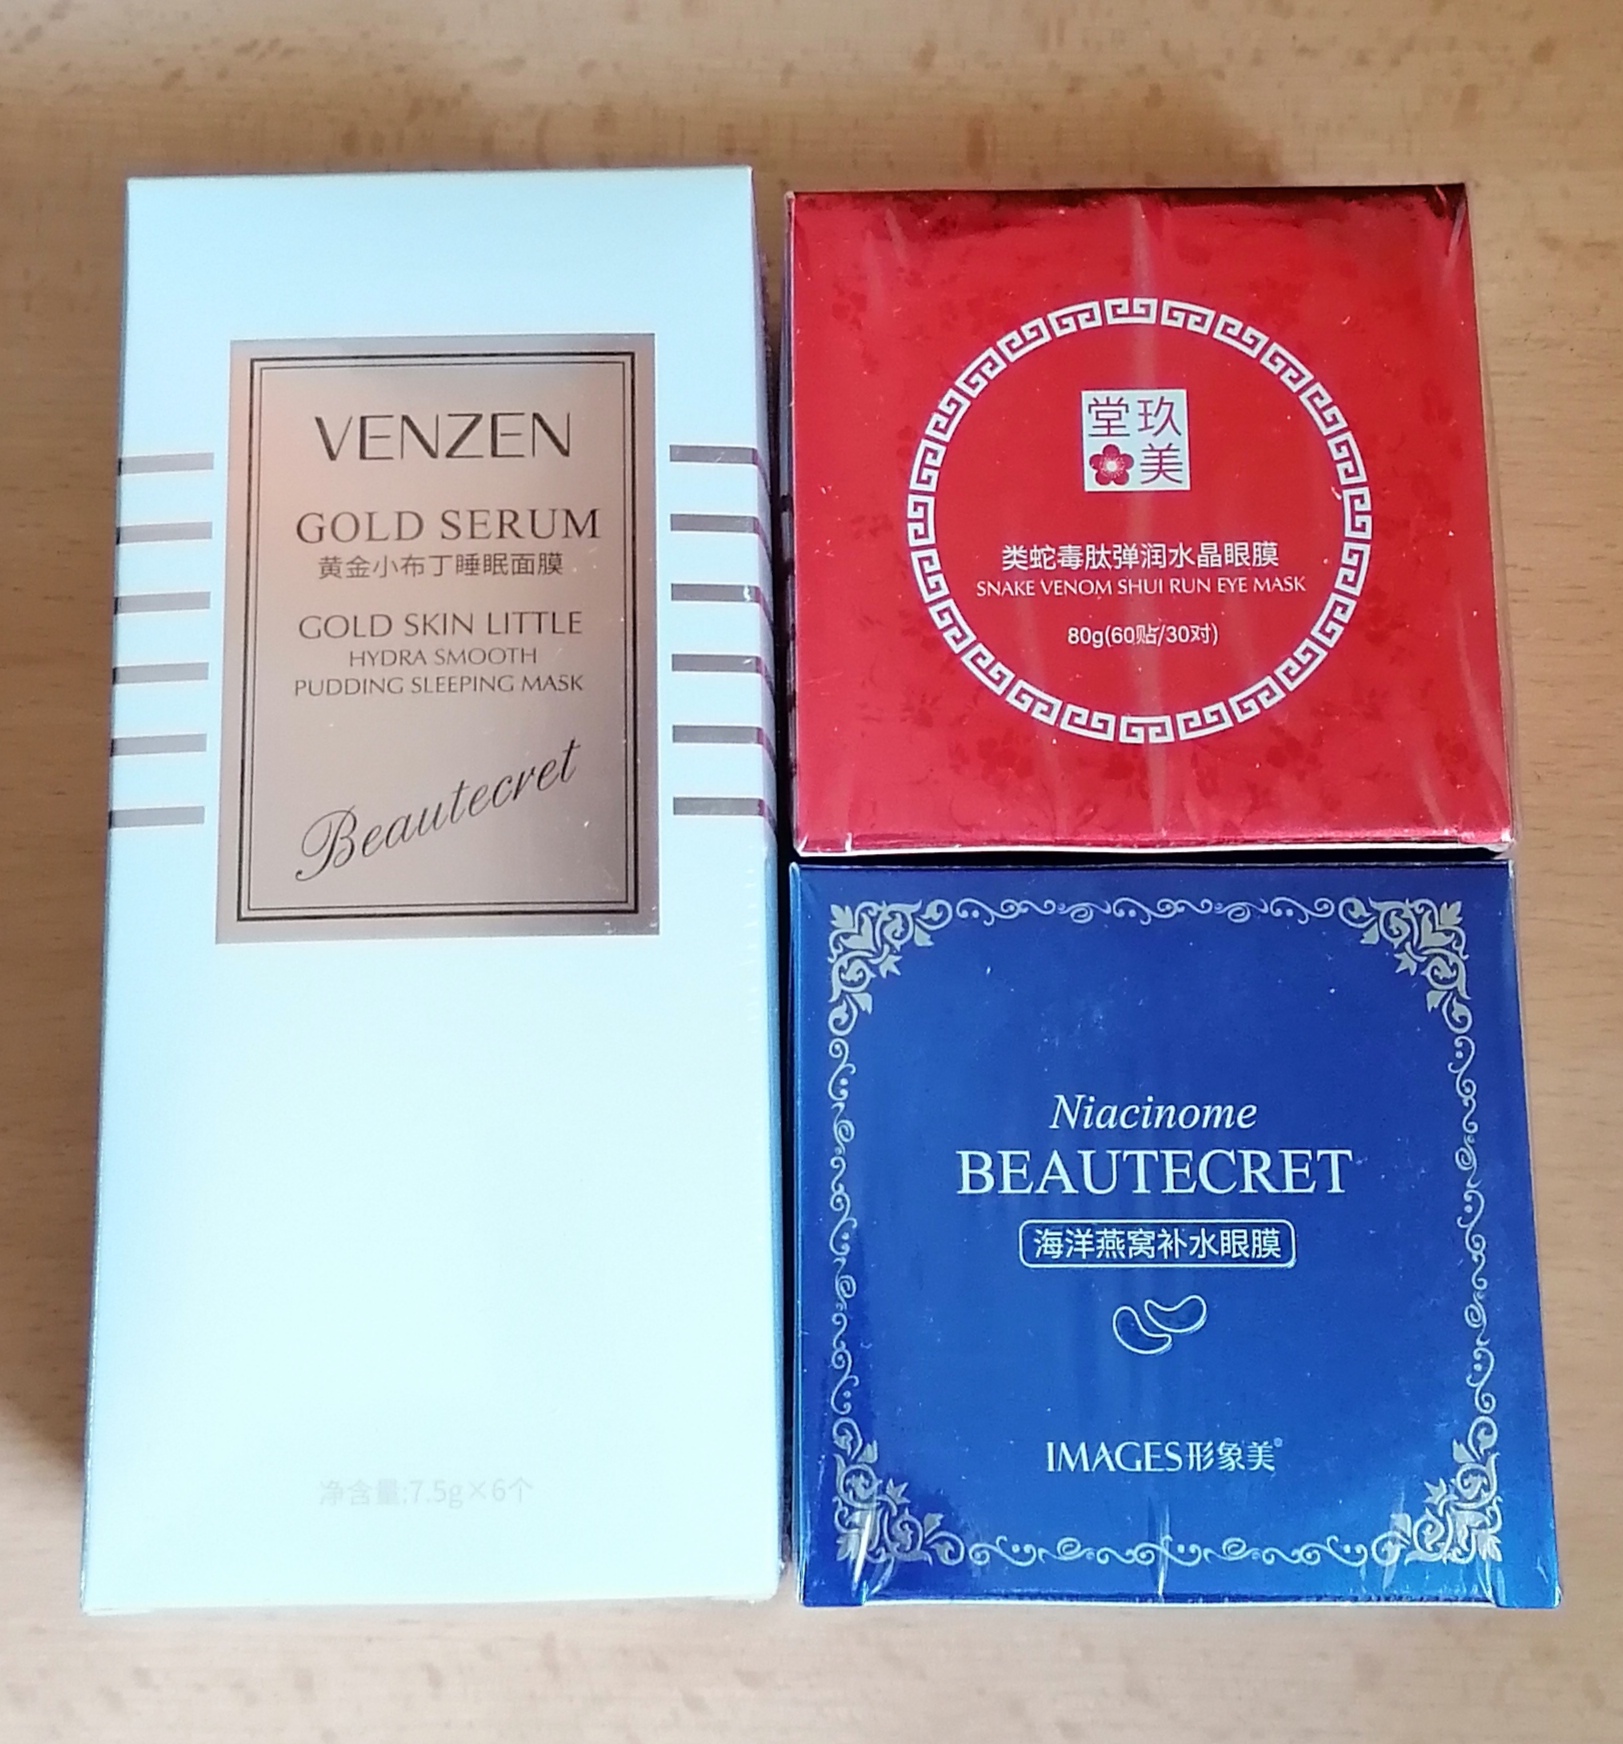 VENZEN
GOLD SERUM
黄金小布丁睡眠面膜
GOLD SKIN LITTLE
HYDRA SMOOTH
PUDDING SLEEPING MASK
Beautecret
净含量:7.5g×6个
玖美堂
类蛇毒肽弹润水晶眼膜
SNAKE VENOM SHUI RUN EYE MASK
80g(60贴/30对)
Niacinome
BEAUTECRET
海洋燕窝补水眼膜
IMAGES形象美®